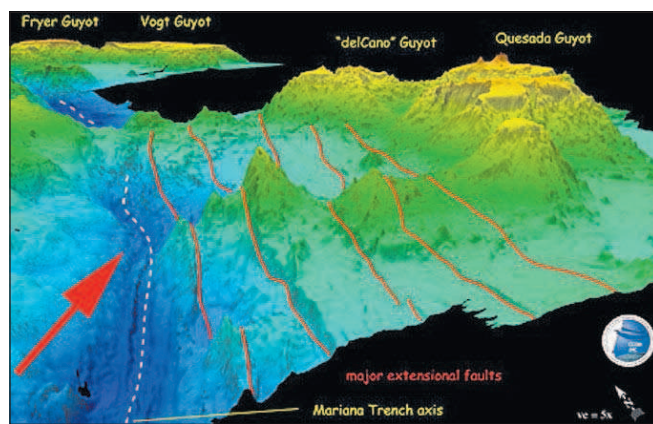 Fryer Guyot
Vogt Guyot
"delCano" Guyot
Quesada Guyot
major extensional faults
Mariana Trench axis
ve = 5x